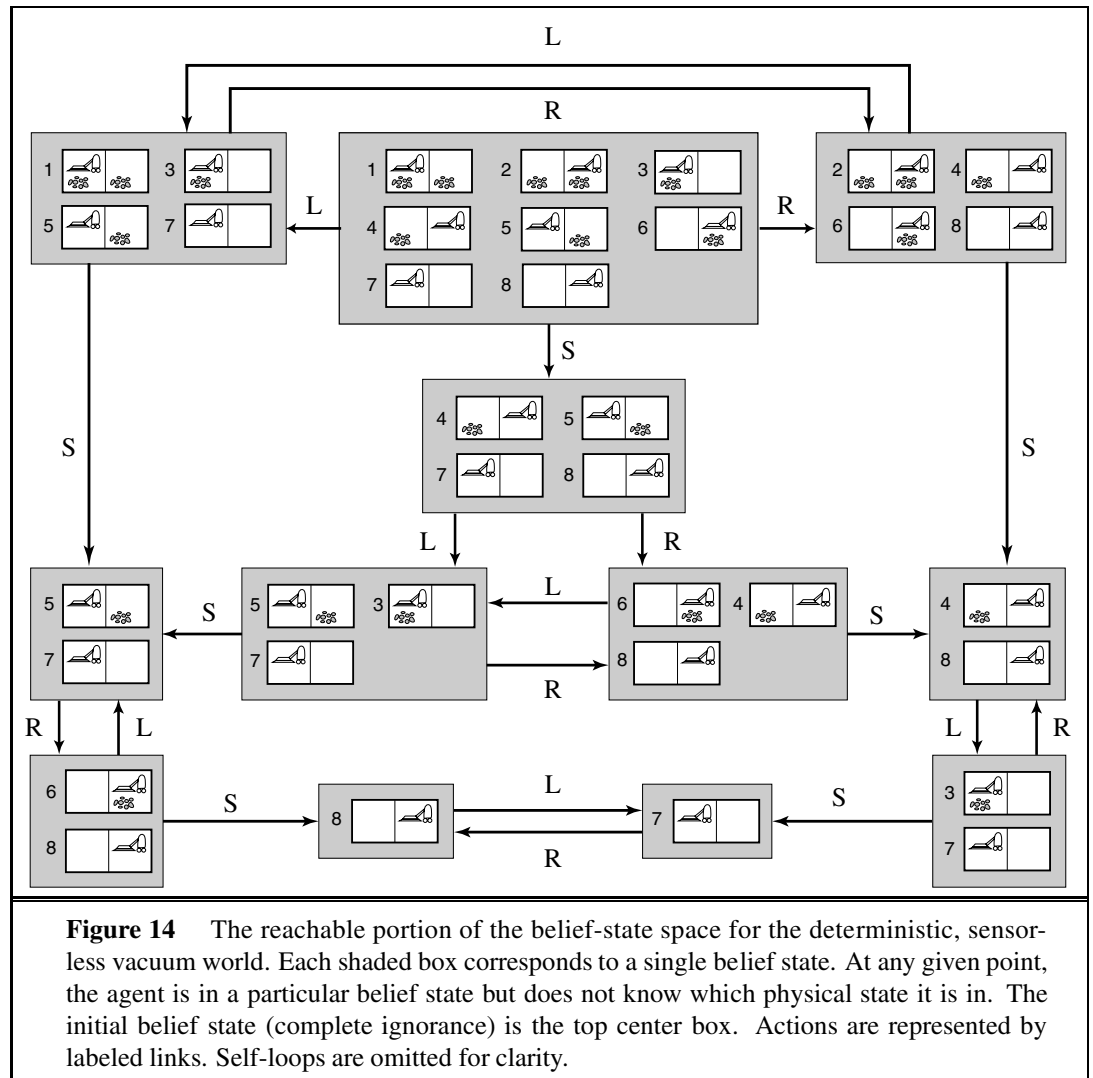 L
R
1 3
5 7
1 2 3
4 5 6
7 8
2 4
6 8
L
R
S
4 5
7 8
S
S
L
R
5
7
5 3
7
6 4
8
4
8
S
L
R
S
R
L
L
R
6
8
S
8
L
R
7
S
3
7
Figure 14 The reachable portion of the belief-state space for the deterministic, sensor-
less vacuum world. Each shaded box corresponds to a single belief state. At any given point,
the agent is in a particular belief state but does not know which physical state it is in. The
initial belief state (complete ignorance) is the top center box. Actions are represented by
labeled links. Self-loops are omitted for clarity.